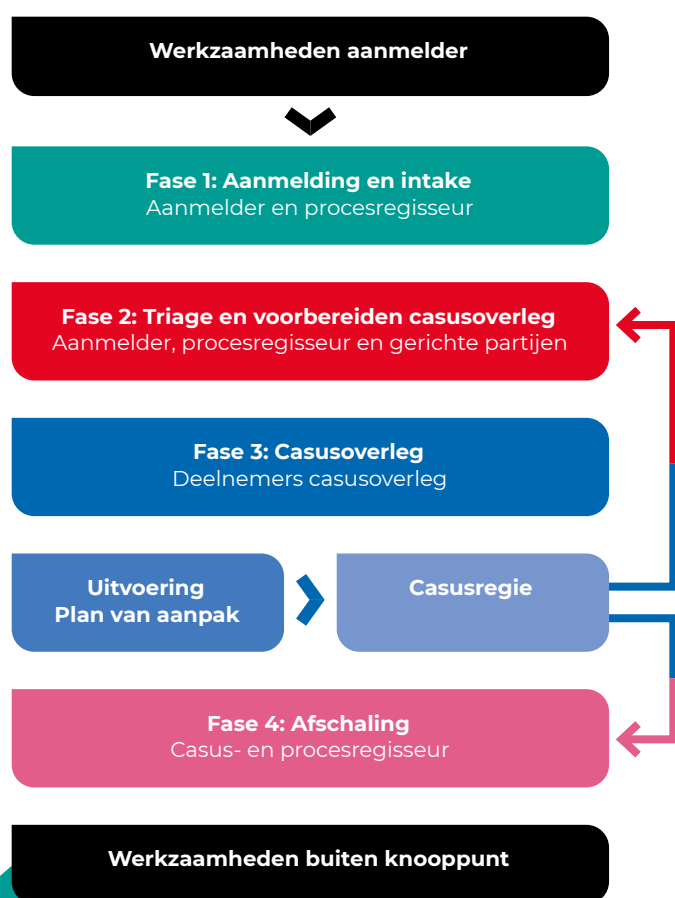 Werkzaamheden aanmelder
Fase 1: Aanmelding en intake
Aanmelder en procesregisseur
Fase 2: Triage en voorbereiden casusoverleg
Aanmelder, procesregisseur en gerichte partijen
Fase 3: Casusoverleg
Deelnemers casusoverleg
Uitvoering
Plan van aanpak
Casusregie
Fase 4: Afschaling
Casus- en procesregisseur
Werkzaamheden buiten knooppunt